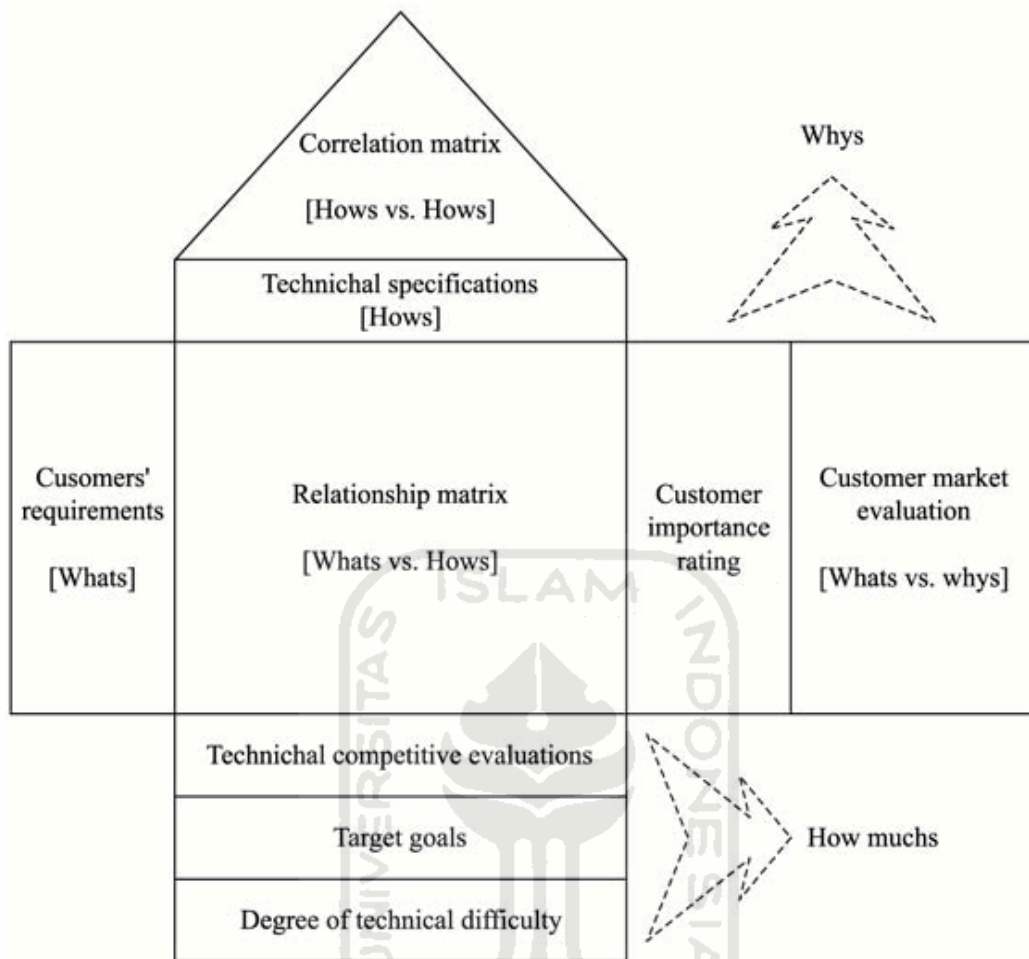 Correlation matrix
[Hows vs. Hows]
Whys
Technichal specifications
[Hows]
Cusomers'
requirements
[Whats]
Relationship matrix
[Whats vs. Hows]
Customer
importance
rating
Customer market
evaluation
[Whats vs. whys]
Technichal competitive evaluations
Target goals
Degree of technical difficulty
How muchs
UNIVERSITAS
ISLAM
INDONESIA